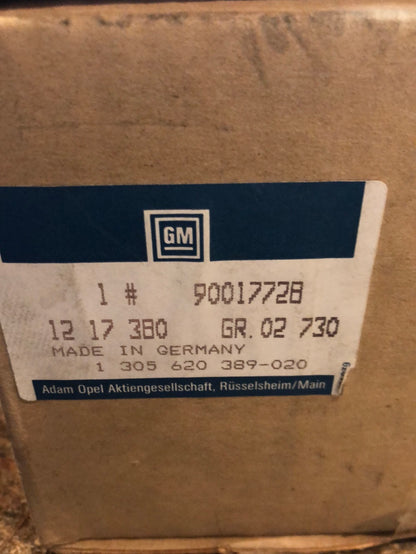 GM
1 # 90017728
12 17 380 GR. 02 730
MADE IN GERMANY
1 305 620 389-020
Adam Opel Aktiengesellschaft, Rüsselsheim/Main